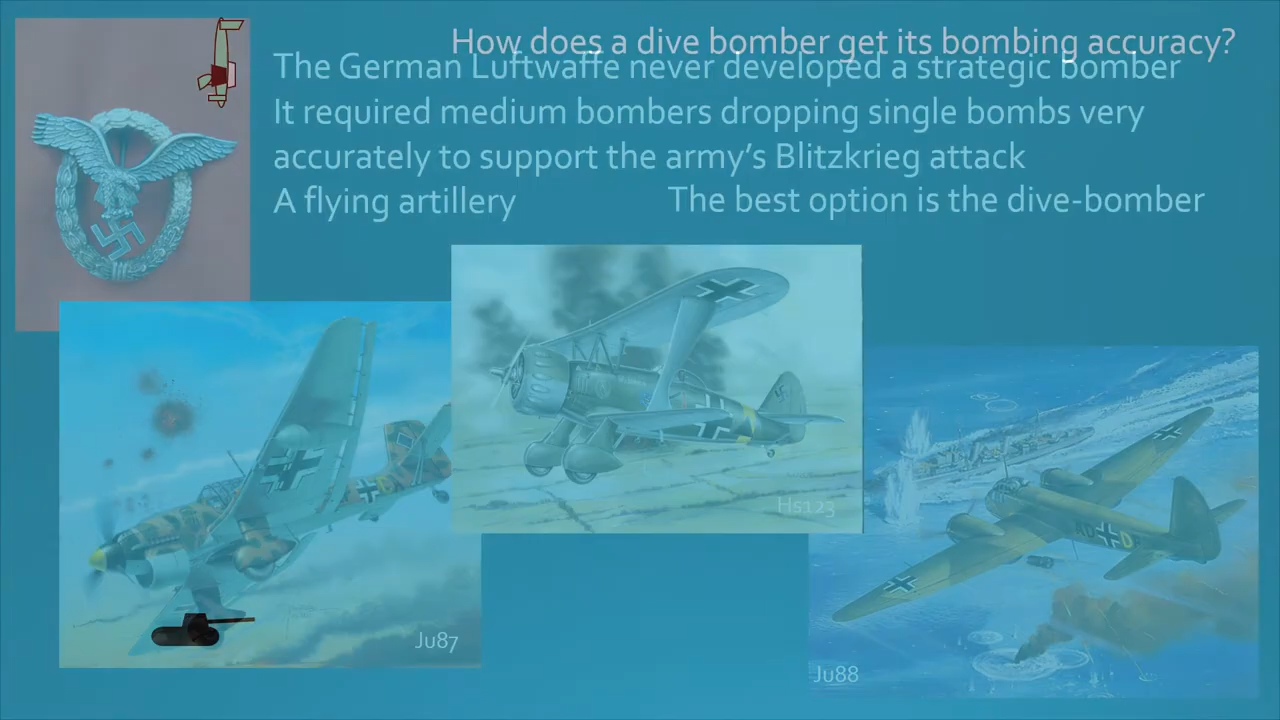 How does a dive bomber get its bombing accuracy?
The German Luftwaffe never developed a strategic bomber
It required medium bombers dropping single bombs very
accurately to support the army’s Blitzkrieg attack
A flying artillery
The best option is the dive-bomber
Hs123
Ju87
Ju88